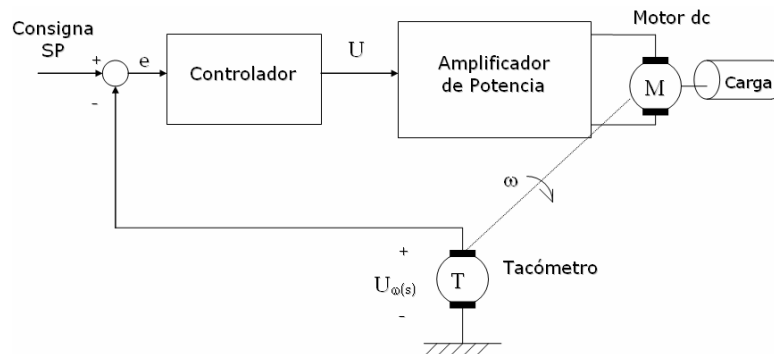 Consigna
SP
+
-
e
Controlador
U
Amplificador
de Potencia
Motor dc
M
Carga
ω
+
Uω(s)
-
T
Tacómetro